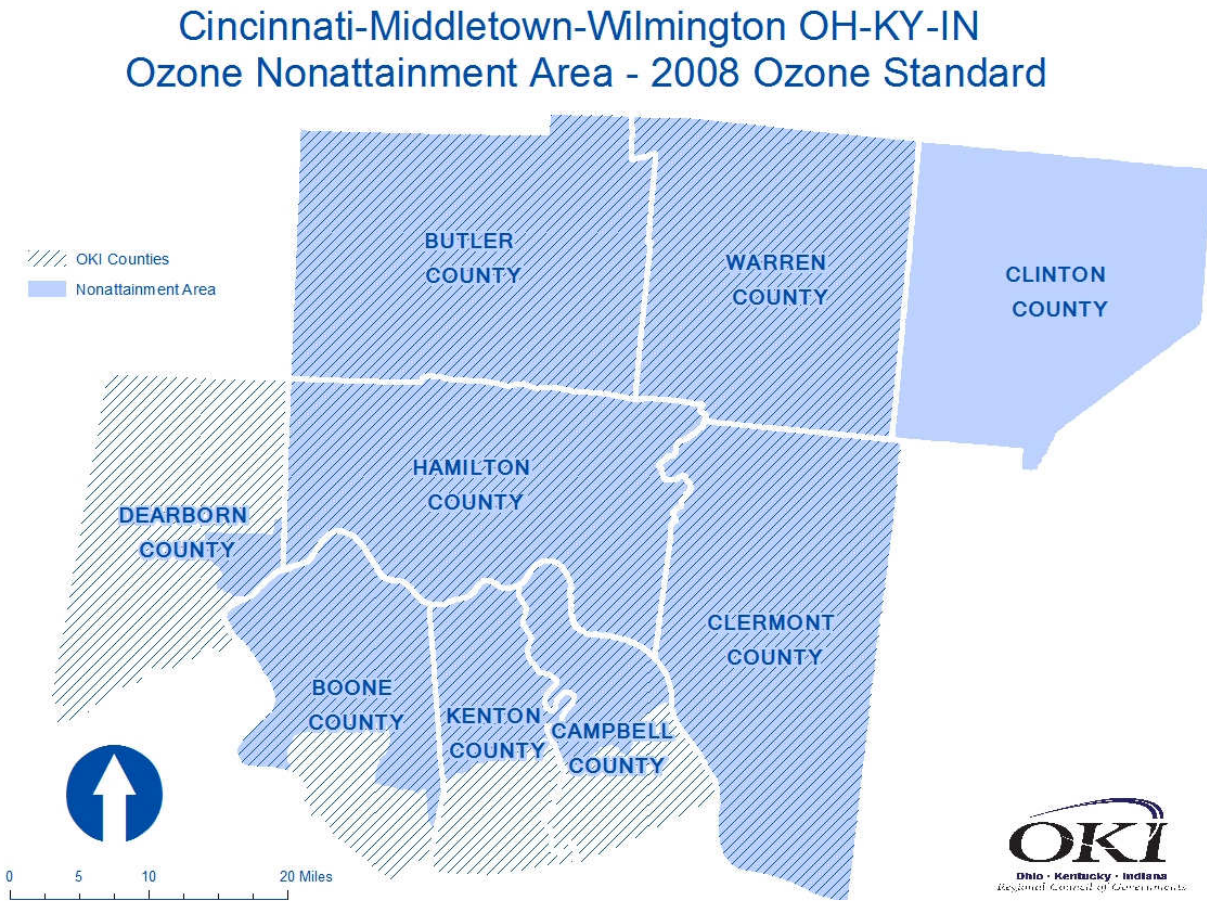 Cincinnati-Middletown-Wilmington OH-KY-IN
Ozone Nonattainment Area - 2008 Ozone Standard
OKI Counties
Nonattainment Area
BUTLER
COUNTY
WARREN
COUNTY
CLINTON
COUNTY
HAMILTON
COUNTY
DEARBORN
COUNTY
CLERMONT
COUNTY
BOONE
COUNTY
KENTON
COUNTY
CAMPBELL
COUNTY
0 5 10 20 Miles
OKI
Ohio • Kentucky • Indiana
Regional Council of Governments